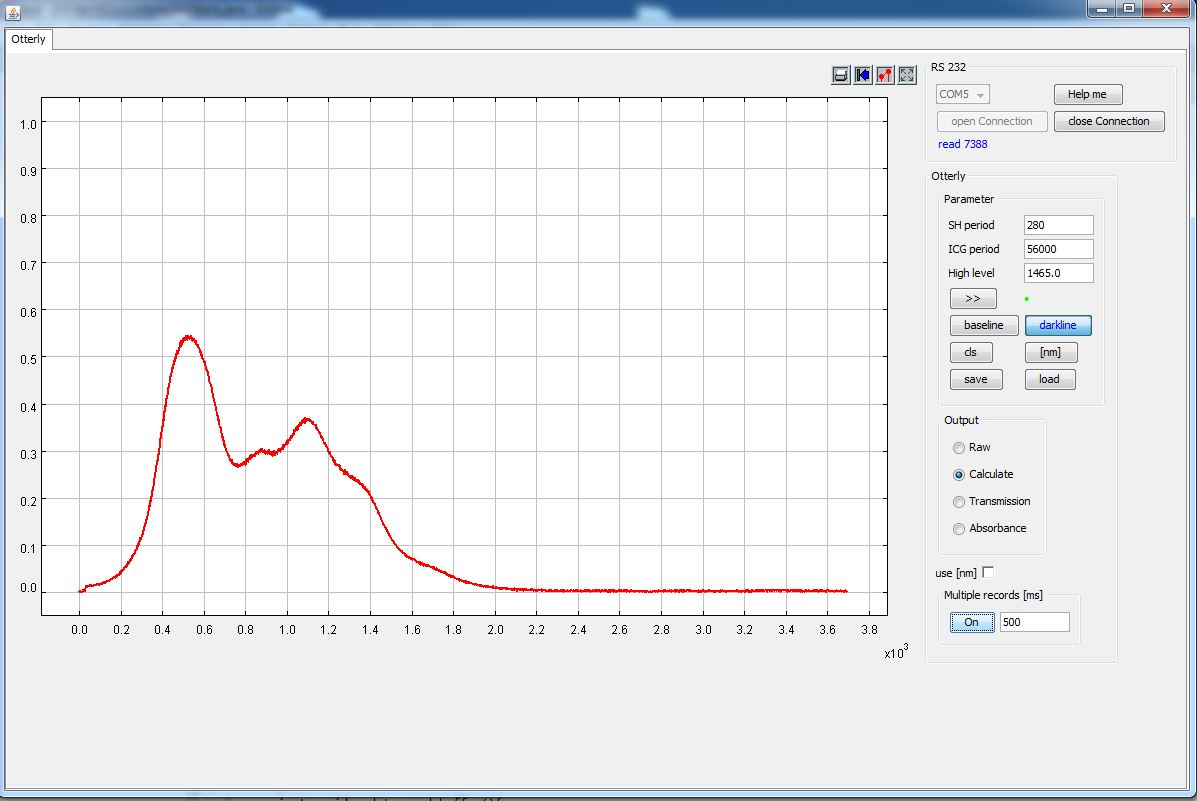 Otterly
1.0
0.9
0.8
0.7
0.6
0.5
0.4
0.3
0.2
0.1
0.0
0.0 0.2 0.4 0.6 0.8 1.0 1.2 1.4 1.6 1.8 2.0 2.2 2.4 2.6 2.8 3.0 3.2 3.4 3.6 3.8
x10³
RS 232
COM5 Help me
open Connection close Connection
read 7388
Otterly
Parameter
SH period 280
ICG period 56000
High level 1465.0
>>
baseline darkline
cls [nm]
save load
Output
Raw
Calculate
Transmission
Absorbance
use [nm]
Multiple records [ms]
On 500